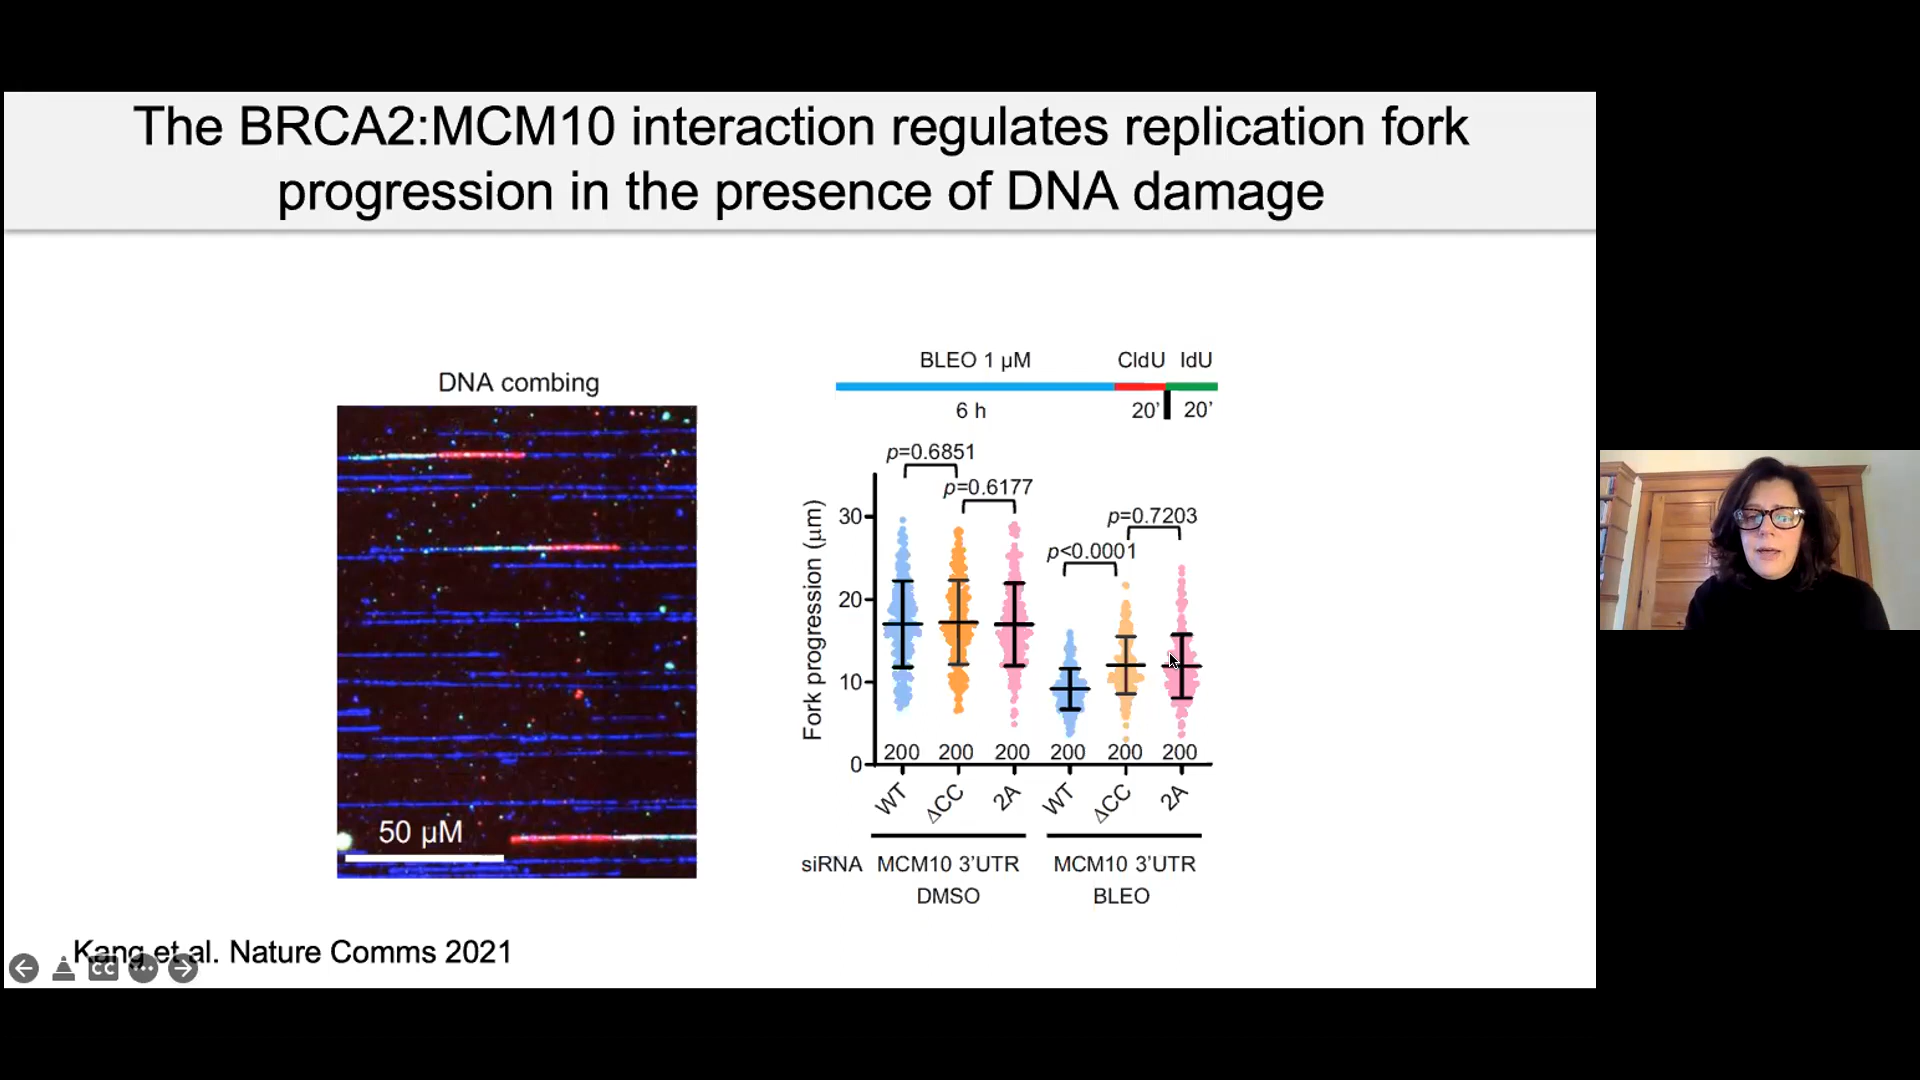 The BRCA2:MCM10 interaction regulates replication fork
progression in the presence of DNA damage
DNA combing
50 μM
BLEO 1 μM CldU IdU
6 h 20' 20'
p=0.6851
p=0.6177
p=0.7203
p<0.0001
Fork progression (μm)
30
20
10
0
200 200 200 200 200 200
WT ΔCC 2A WT ΔCC 2A
siRNA MCM10 3'UTR MCM10 3'UTR
DMSO BLEO
Kang et al. Nature Comms 2021
CC